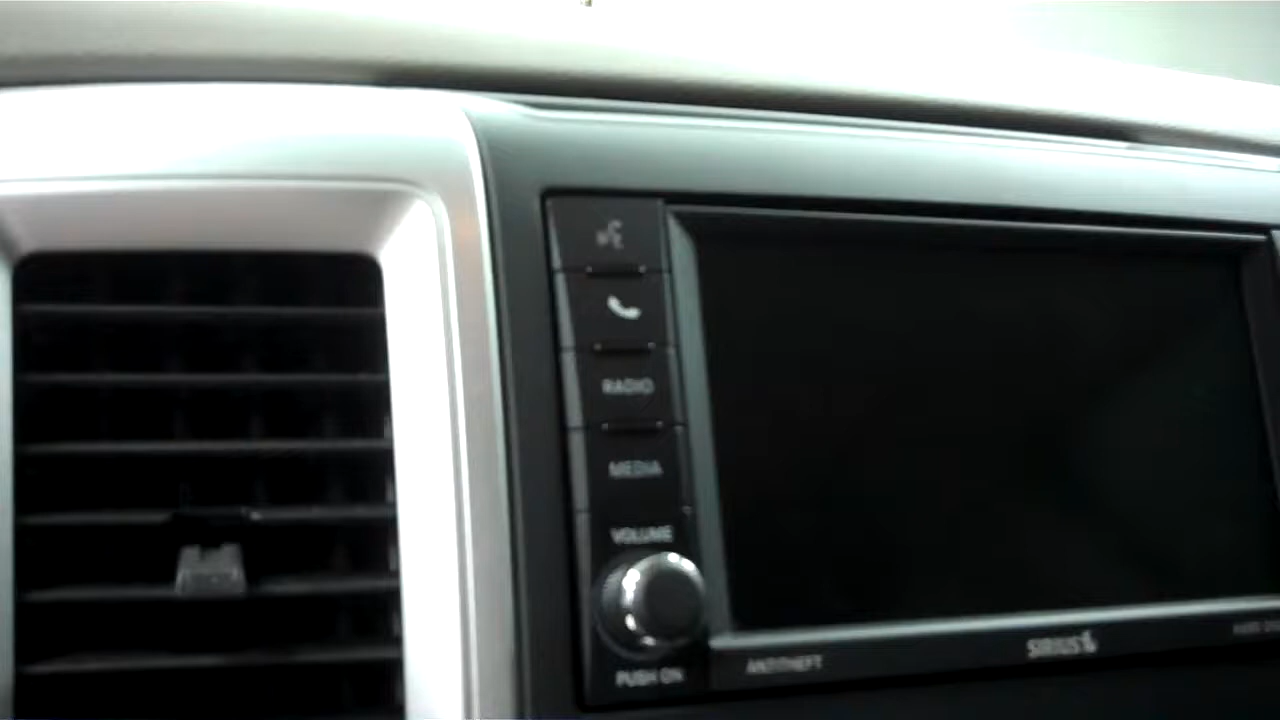 RADIO
MEDIA
VOLUME
PUSH ON
ANTITHEFT
SIRIUS